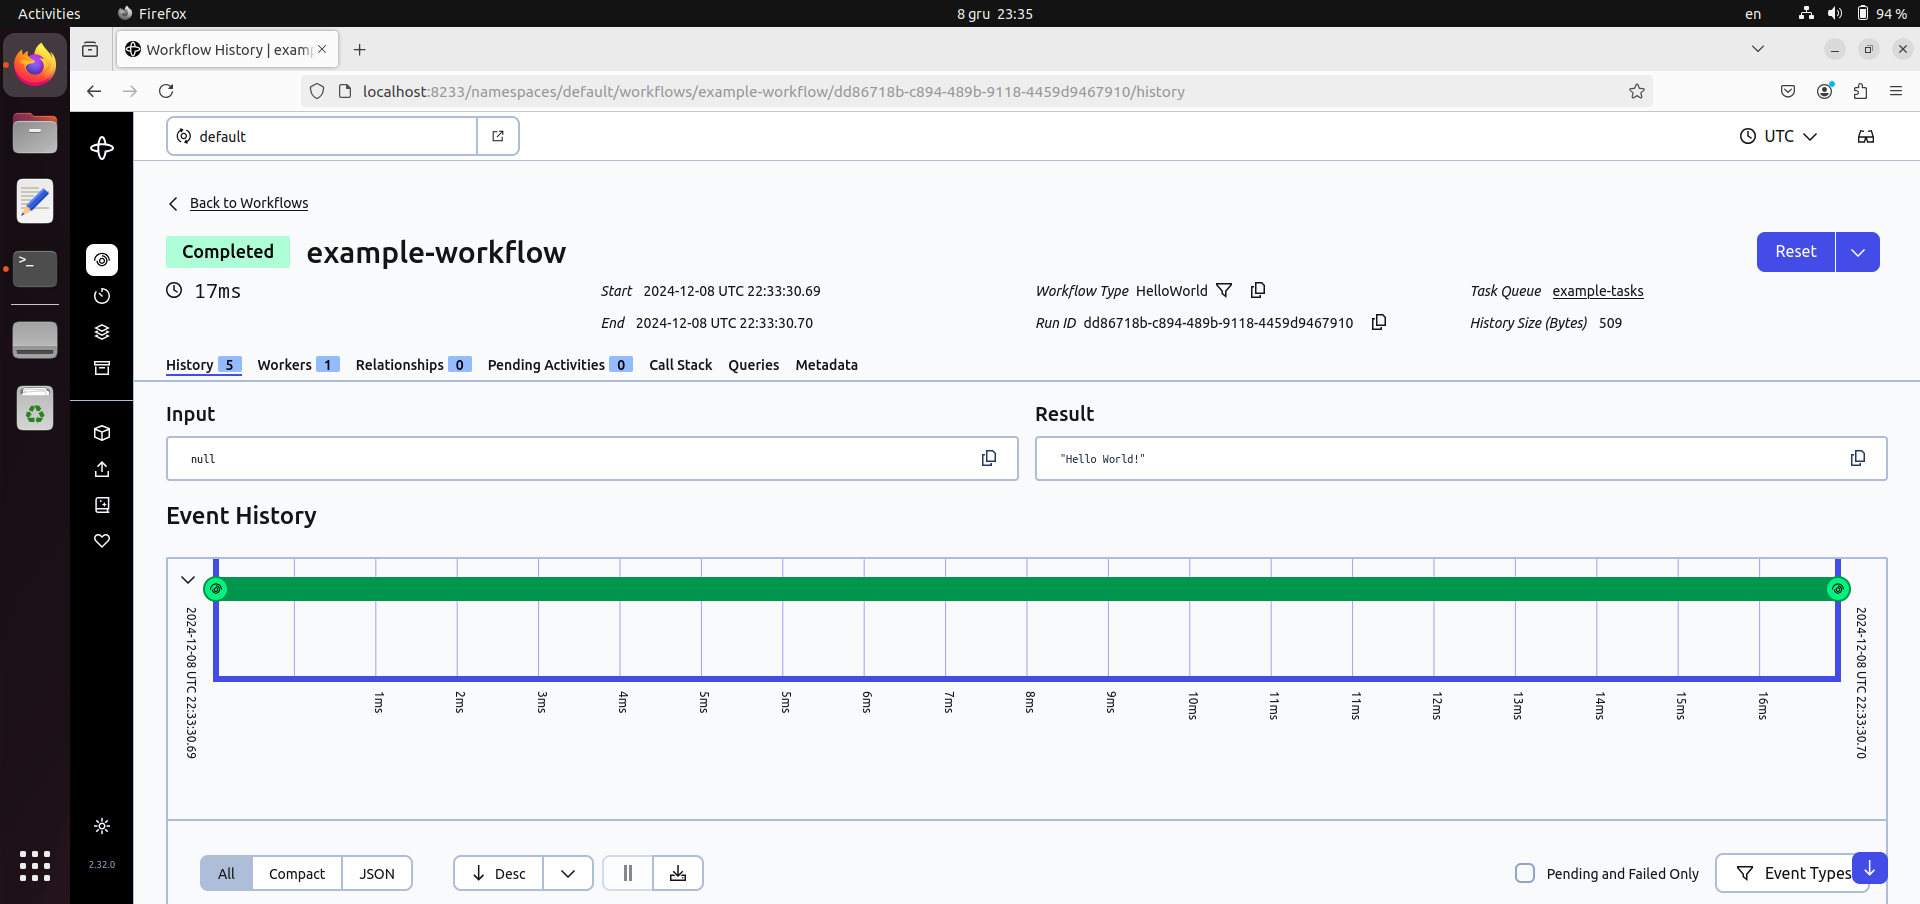 Activities Firefox 8 gru 23:35 en 94 %
Workflow History | exam
localhost:8233/namespaces/default/workflows/example-workflow/dd86718b-c894-489b-9118-4459d9467910/history
default UTC
Back to Workflows
Completed example-workflow Reset
17ms Start 2024-12-08 UTC 22:33:30.69 Workflow Type HelloWorld Task Queue example-tasks
End 2024-12-08 UTC 22:33:30.70 Run ID dd86718b-c894-489b-9118-4459d9467910 History Size (Bytes) 509
History 5 Workers 1 Relationships 0 Pending Activities 0 Call Stack Queries Metadata
Input Result
null "Hello World!"
Event History
2024-12-08 UTC 22:33:30.69 1ms 2ms 3ms 4ms 5ms 5ms 6ms 7ms 8ms 9ms 10ms 11ms 11ms 12ms 13ms 14ms 15ms 16ms 2024-12-08 UTC 22:33:30.70
2.32.0
All Compact JSON Desc Pending and Failed Only Event Types